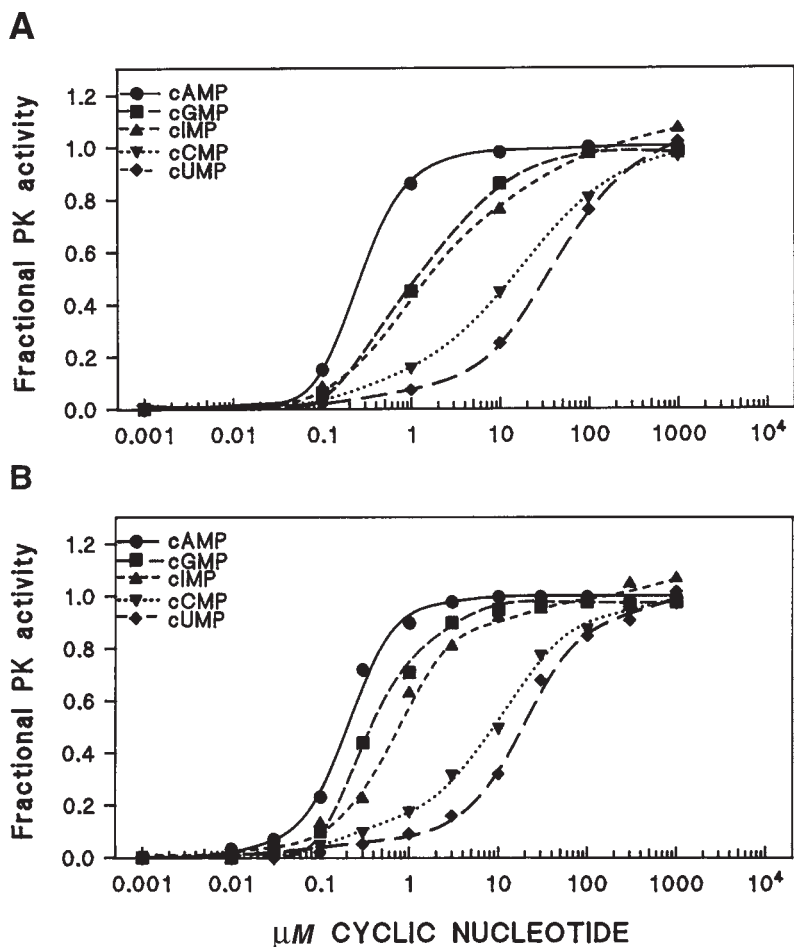 A
Fractional PK activity
1.2
1.0
0.8
0.6
0.4
0.2
0.0
cAMP
cGMP
cIMP
cCMP
cUMP
0.001 0.01 0.1 1 10 100 1000 10⁴
B
Fractional PK activity
1.2
1.0
0.8
0.6
0.4
0.2
0.0
cAMP
cGMP
cIMP
cCMP
cUMP
0.001 0.01 0.1 1 10 100 1000 10⁴
μM CYCLIC NUCLEOTIDE